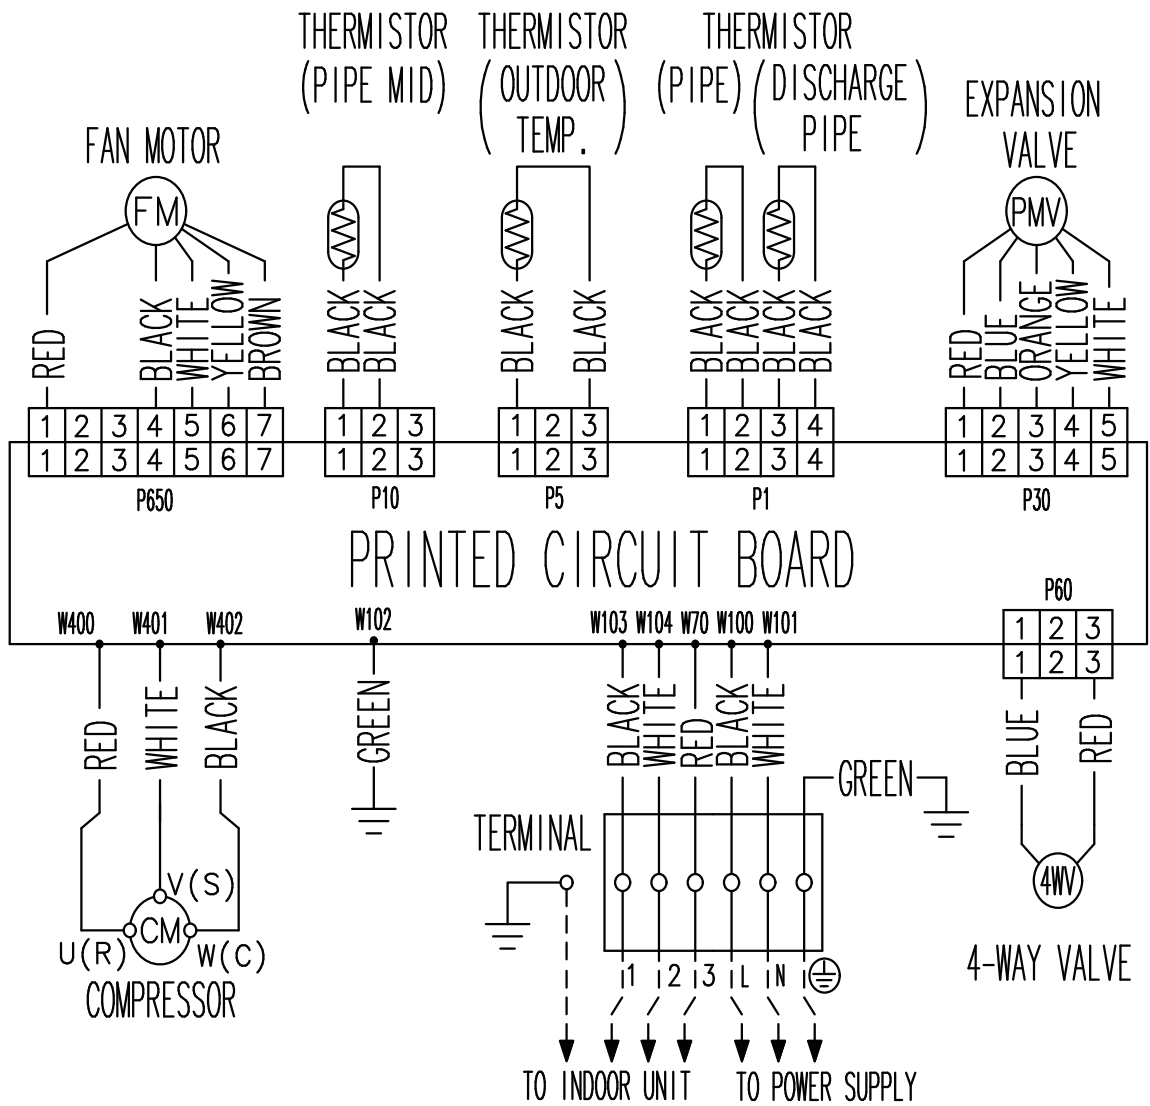 THERMISTOR THERMISTOR THERMISTOR
(PIPE MID) (OUTDOOR TEMP.) (PIPE) (DISCHARGE PIPE)
EXPANSION
VALVE
FAN MOTOR
FM
PMV
RED BLACK WHITE YELLOW BROWN
BLACK BLACK
BLACK BLACK
BLACK BLACK BLACK BLACK
RED BLUE ORANGE YELLOW WHITE
1 2 3 4 5 6 7
1 2 3
1 2 3
1 2 3 4
1 2 3 4 5
1 2 3 4 5 6 7
1 2 3
1 2 3
1 2 3 4
1 2 3 4 5
P650 P10 P5 P1 P30
PRINTED CIRCUIT BOARD
P60
W400 W401 W402 W102 W103 W104 W70 W100 W101
1 2 3
1 2 3
RED WHITE BLACK
GREEN
BLACK WHITE RED BLACK WHITE
BLUE RED
GREEN
TERMINAL
V(S)
CM
U(R) W(C)
COMPRESSOR
4WV
4-WAY VALVE
1 2 3 L N
TO INDOOR UNIT TO POWER SUPPLY